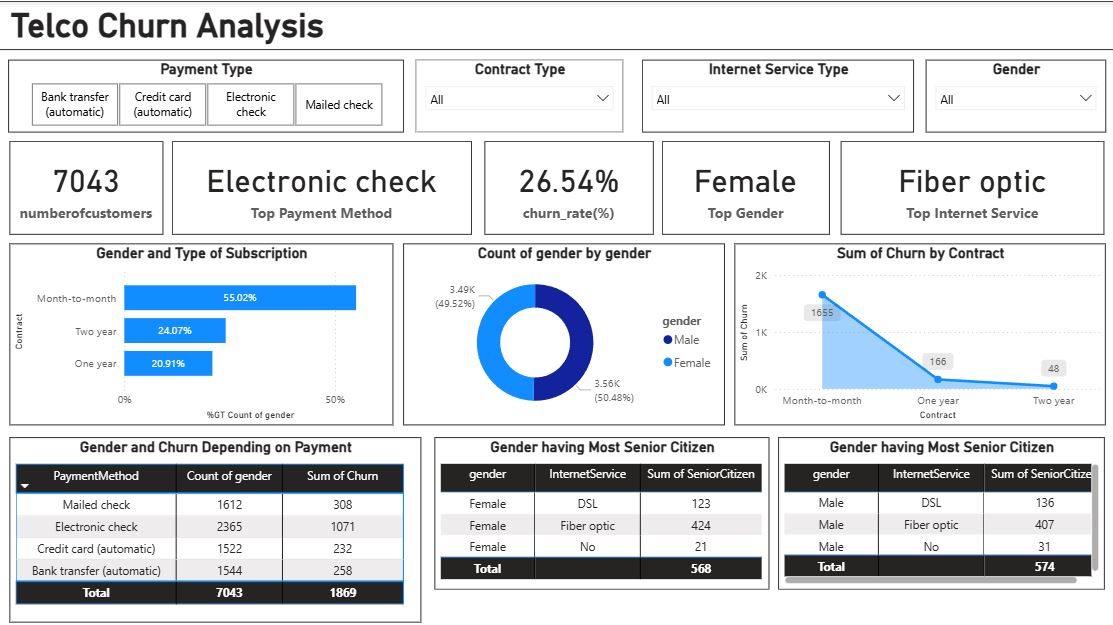 Telco Churn Analysis
Payment Type
Bank transfer
(automatic)
Credit card
(automatic)
Electronic
check
Mailed check
Contract Type
All
Internet Service Type
All
Gender
All
7043
numberofcustomers
Electronic check
Top Payment Method
26.54%
churn_rate(%)
Female
Top Gender
Fiber optic
Top Internet Service
Gender and Type of Subscription
Contract
Month-to-month 55.02%
Two year 24.07%
One year 20.91%
0% 50%
%GT Count of gender
Count of gender by gender
3.49K
(49.52%)
3.56K
(50.48%)
gender
Male
Female
Sum of Churn by Contract
Sum of Churn
2K
1K
0K
1655
166
48
Month-to-month One year Two year
Contract
Gender and Churn Depending on Payment
PaymentMethod Count of gender Sum of Churn
Mailed check 1612 308
Electronic check 2365 1071
Credit card (automatic) 1522 232
Bank transfer (automatic) 1544 258
Total 7043 1869
Gender having Most Senior Citizen
gender InternetService Sum of SeniorCitizen
Female DSL 123
Female Fiber optic 424
Female No 21
Total 568
Gender having Most Senior Citizen
gender InternetService Sum of SeniorCitize
Male DSL 136
Male Fiber optic 407
Male No 31
Total 574